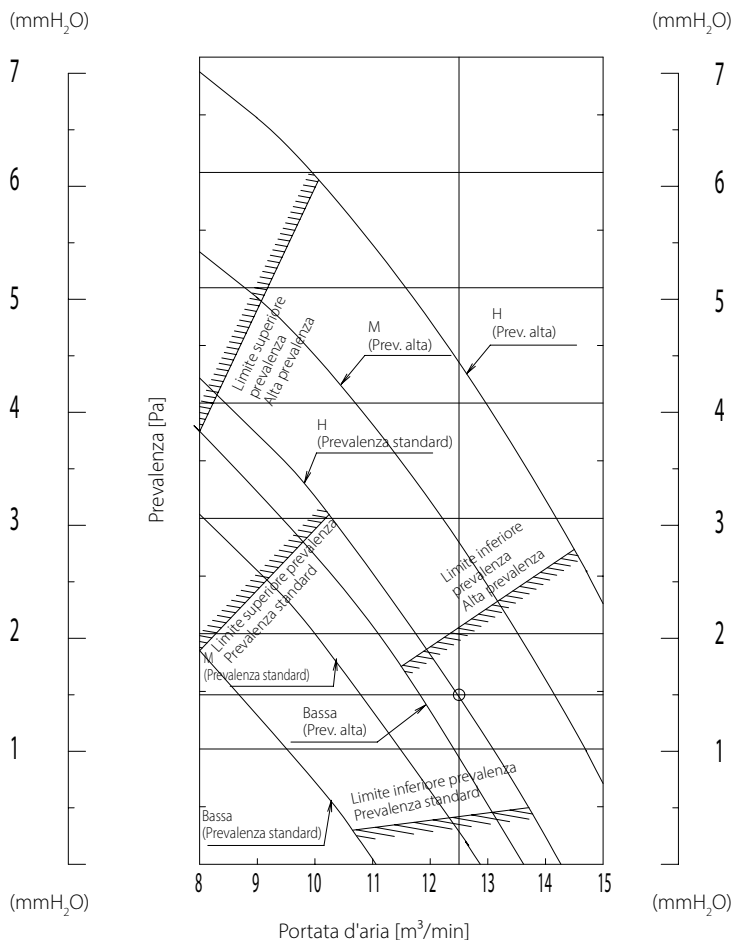 (mmH₂O)
(mmH₂O)
7
6
5
4
3
2
1
(mmH₂O)
Prevalenza [Pa]
Limite superiore
prevalenza
Alta prevalenza
M
(Prev. alta)
H
(Prev. alta)
H
(Prevalenza standard)
Limite superiore prevalenza
Prevalenza standard
Limite inferiore
prevalenza
Alta prevalenza
M
(Prevalenza standard)
Bassa
(Prev. alta)
Limite inferiore prevalenza
Prevalenza standard
Bassa
(Prevalenza standard)
8 9 10 11 12 13 14 15
Portata d'aria [m³/min]
7
6
5
4
3
2
1
(mmH₂O)